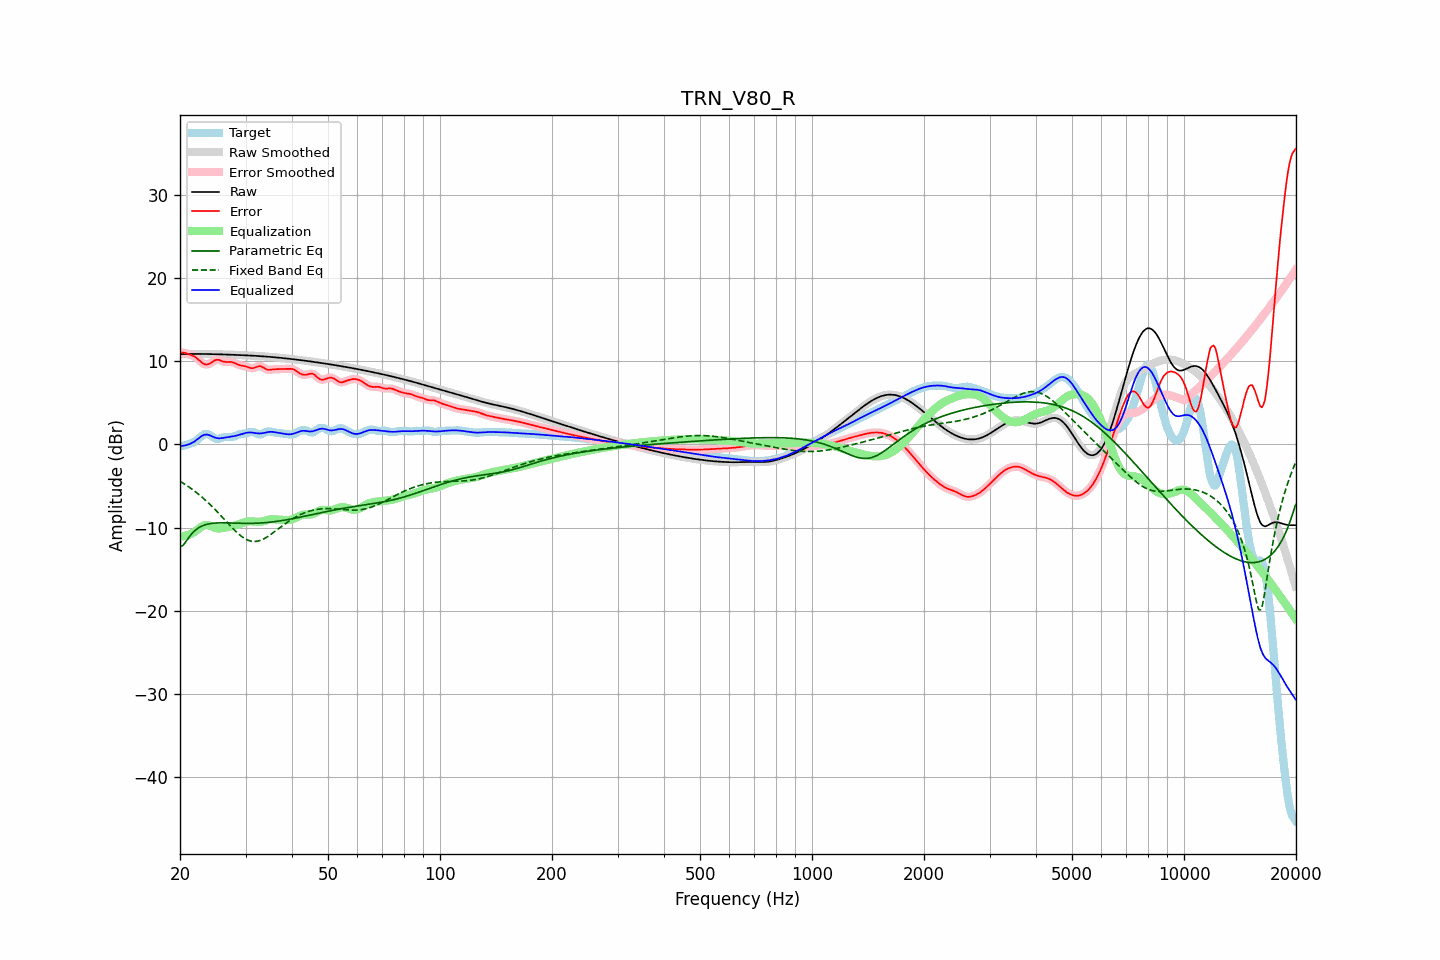 TRN_V80_R
Target
Raw Smoothed
Error Smoothed
Raw
Error
Equalization
Parametric Eq
Fixed Band Eq
Equalized
30
20
10
0
−10
−20
−30
−40
Amplitude (dBr)
20 50 100 200 500 1000 2000 5000 10000 20000
Frequency (Hz)